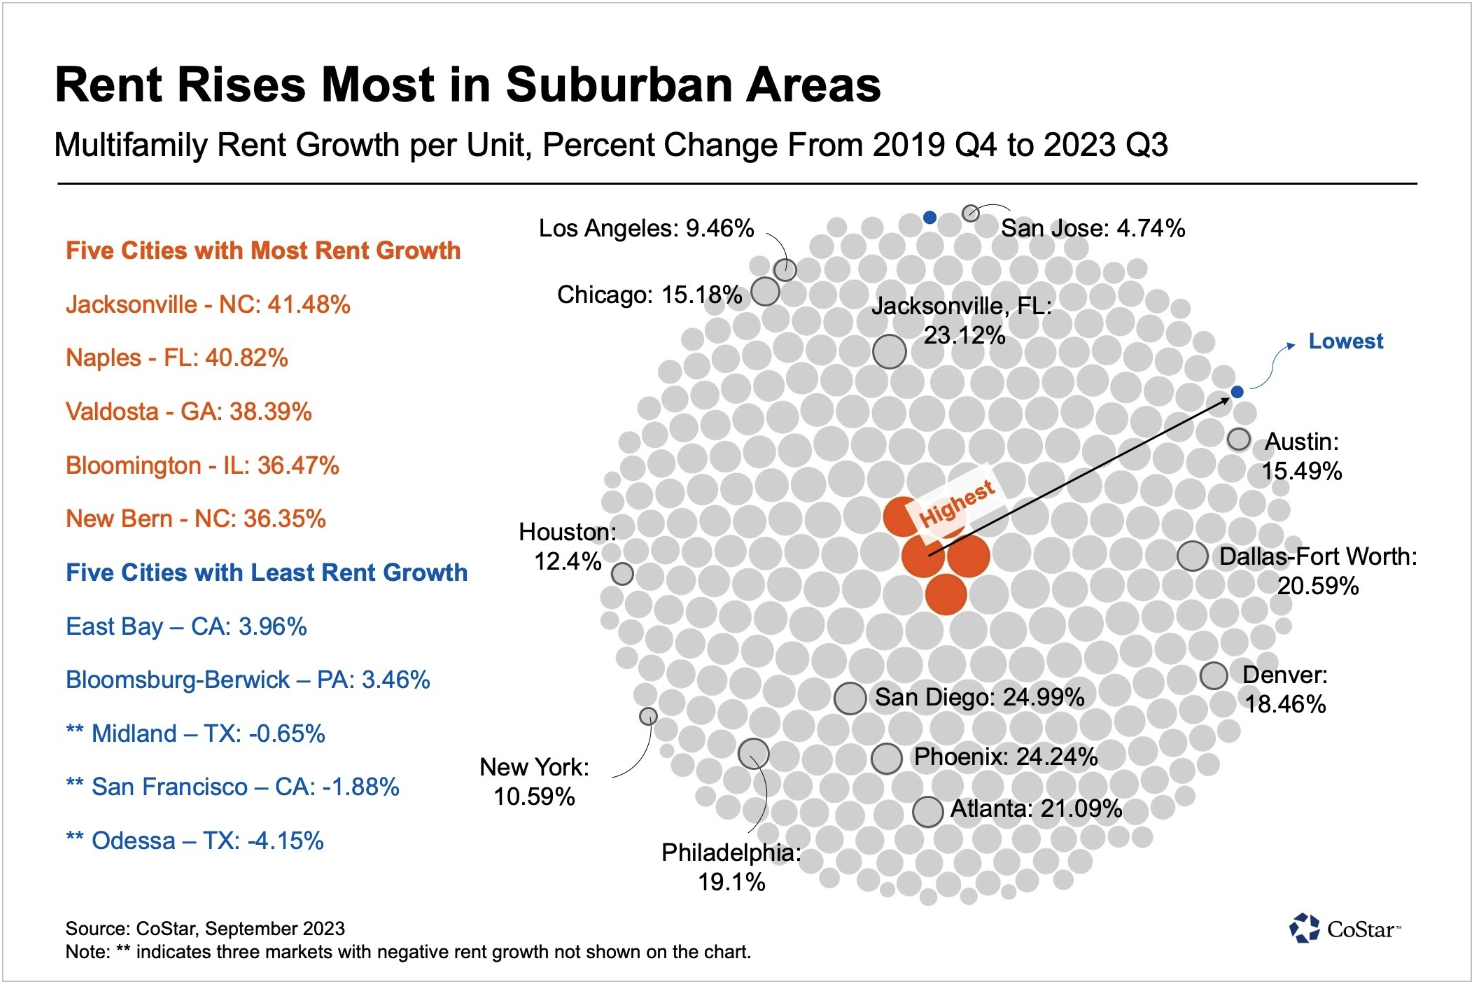 Rent Rises Most in Suburban Areas
Multifamily Rent Growth per Unit, Percent Change From 2019 Q4 to 2023 Q3
Five Cities with Most Rent Growth
Jacksonville - NC: 41.48%
Naples - FL: 40.82%
Valdosta - GA: 38.39%
Bloomington - IL: 36.47%
New Bern - NC: 36.35%
Five Cities with Least Rent Growth
East Bay – CA: 3.96%
Bloomsburg-Berwick – PA: 3.46%
** Midland – TX: -0.65%
** San Francisco – CA: -1.88%
** Odessa – TX: -4.15%
Los Angeles: 9.46%
San Jose: 4.74%
Chicago: 15.18%
Jacksonville, FL:
23.12%
Lowest
Austin:
15.49%
Highest
Houston:
12.4%
Dallas-Fort Worth:
20.59%
Denver:
18.46%
San Diego: 24.99%
New York:
10.59%
Phoenix: 24.24%
Atlanta: 21.09%
Philadelphia:
19.1%
Source: CoStar, September 2023
Note: ** indicates three markets with negative rent growth not shown on the chart.
CoStar™